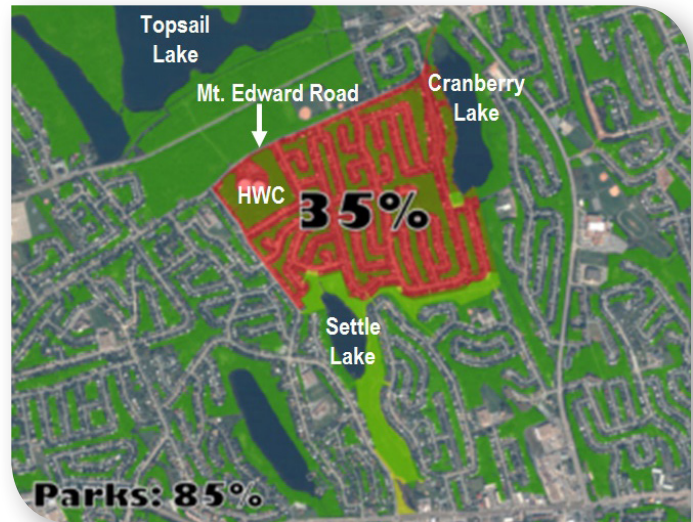 Topsail
Lake
Mt. Edward Road
Cranberry
Lake
HWC
35%
Settle
Lake
Parks: 85%